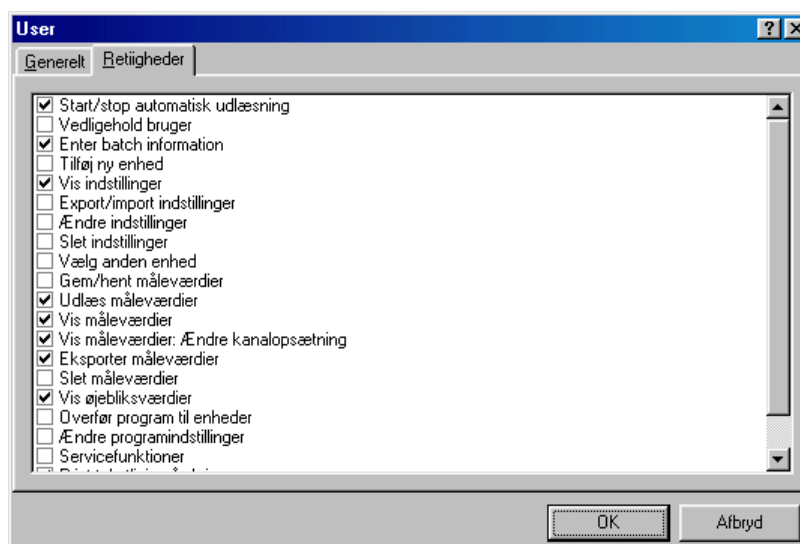 User
Generelt
Retiigheder
Start/stop automatisk udlæsning
Vedligehold bruger
Enter batch information
Tilføj ny enhed
Vis indstillinger
Export/import indstillinger
Ændre indstillinger
Slet indstillinger
Vælg anden enhed
Gem/hent måleværdier
Udlæs måleværdier
Vis måleværdier
Vis måleværdier: Ændre kanalopsætning
Eksporter måleværdier
Slet måleværdier
Vis øjebliksværdier
Overfør program til enheder
Ændre programindstillinger
Servicefunktioner
OK
Afbryd